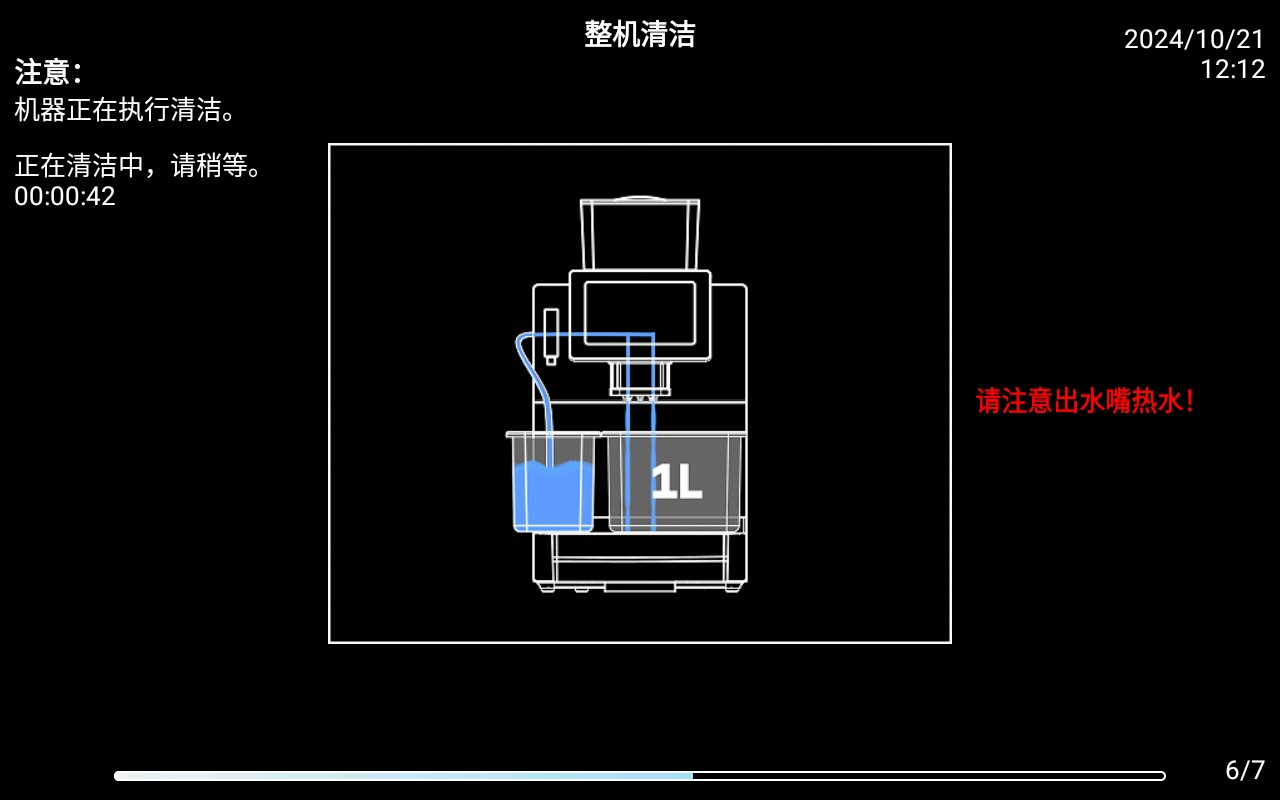 整机清洁
2024/10/21
12:12
注意：
机器正在执行清洁。
正在清洁中，请稍等。
00:00:42
1L
请注意出水嘴热水！
6/7